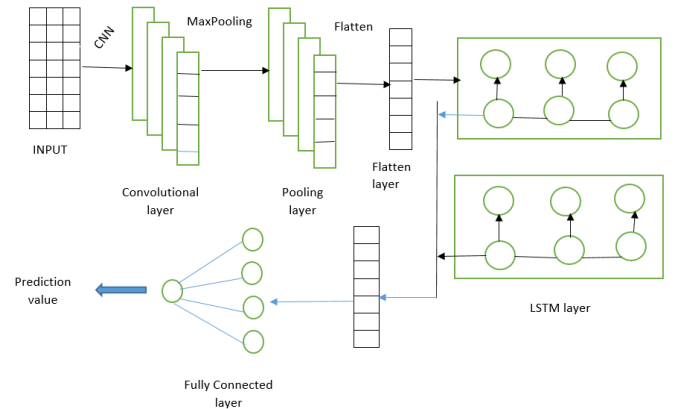 CNN
MaxPooling
Flatten
INPUT
Convolutional
layer
Pooling
layer
Flatten
layer
LSTM layer
Prediction
value
Fully Connected
layer